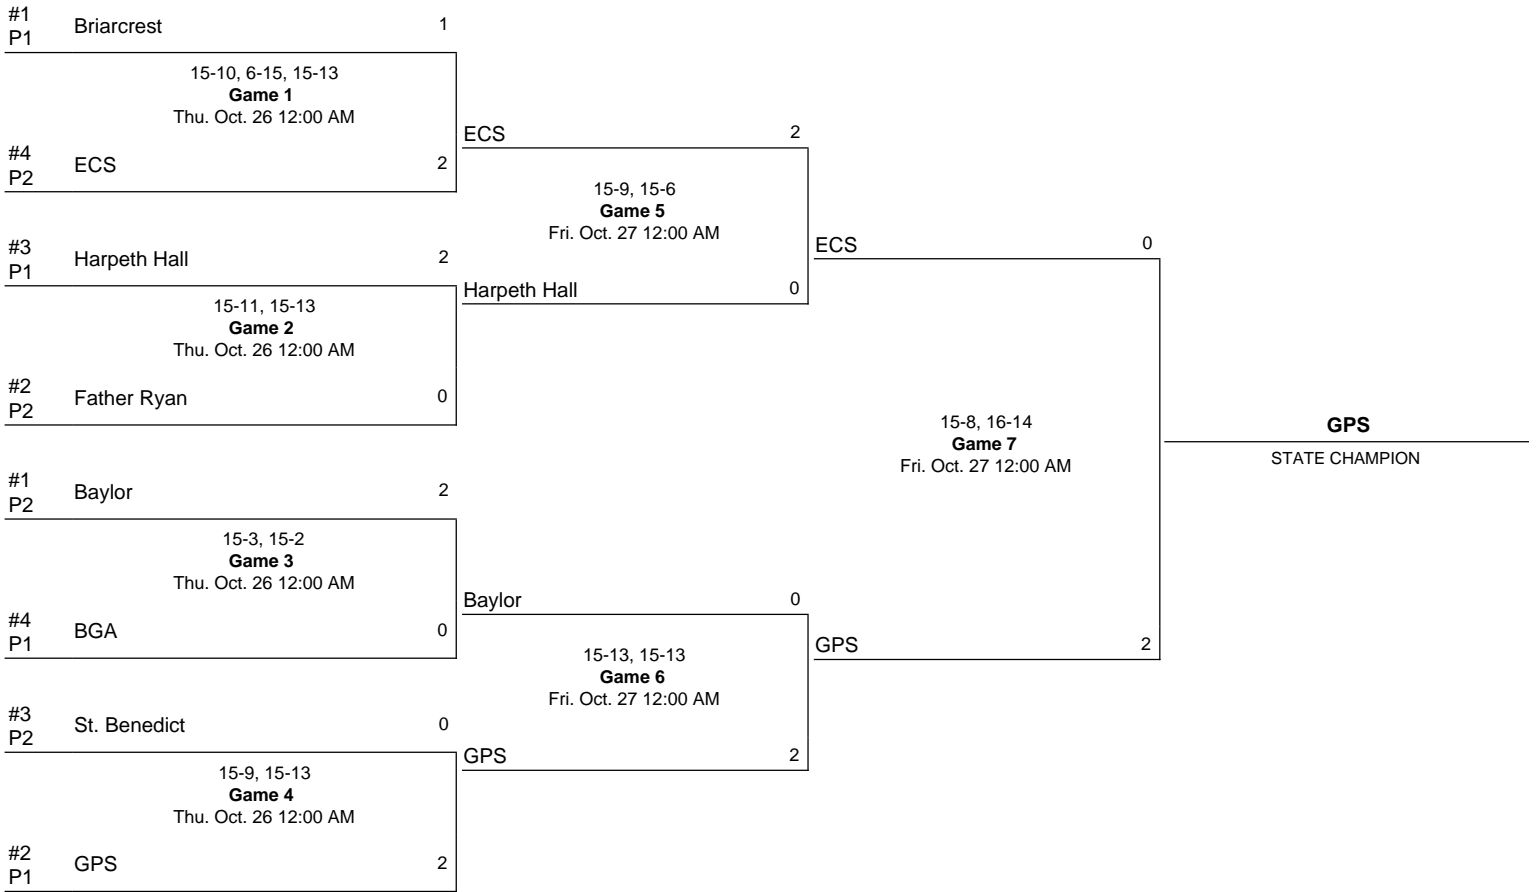 #1
P1
Briarcrest 1
15-10, 6-15, 15-13
Game 1
Thu. Oct. 26 12:00 AM
#4
P2
ECS 2
#3
P1
Harpeth Hall 2
15-11, 15-13
Game 2
Thu. Oct. 26 12:00 AM
#2
P2
Father Ryan 0
#1
P2
Baylor 2
15-3, 15-2
Game 3
Thu. Oct. 26 12:00 AM
#4
P1
BGA 0
#3
P2
St. Benedict 0
15-9, 15-13
Game 4
Thu. Oct. 26 12:00 AM
#2
P1
GPS 2
ECS 2
15-9, 15-6
Game 5
Fri. Oct. 27 12:00 AM
Harpeth Hall 0
Baylor 0
15-13, 15-13
Game 6
Fri. Oct. 27 12:00 AM
GPS 2
ECS 0
15-8, 16-14
Game 7
Fri. Oct. 27 12:00 AM
GPS 2
GPS
STATE CHAMPION